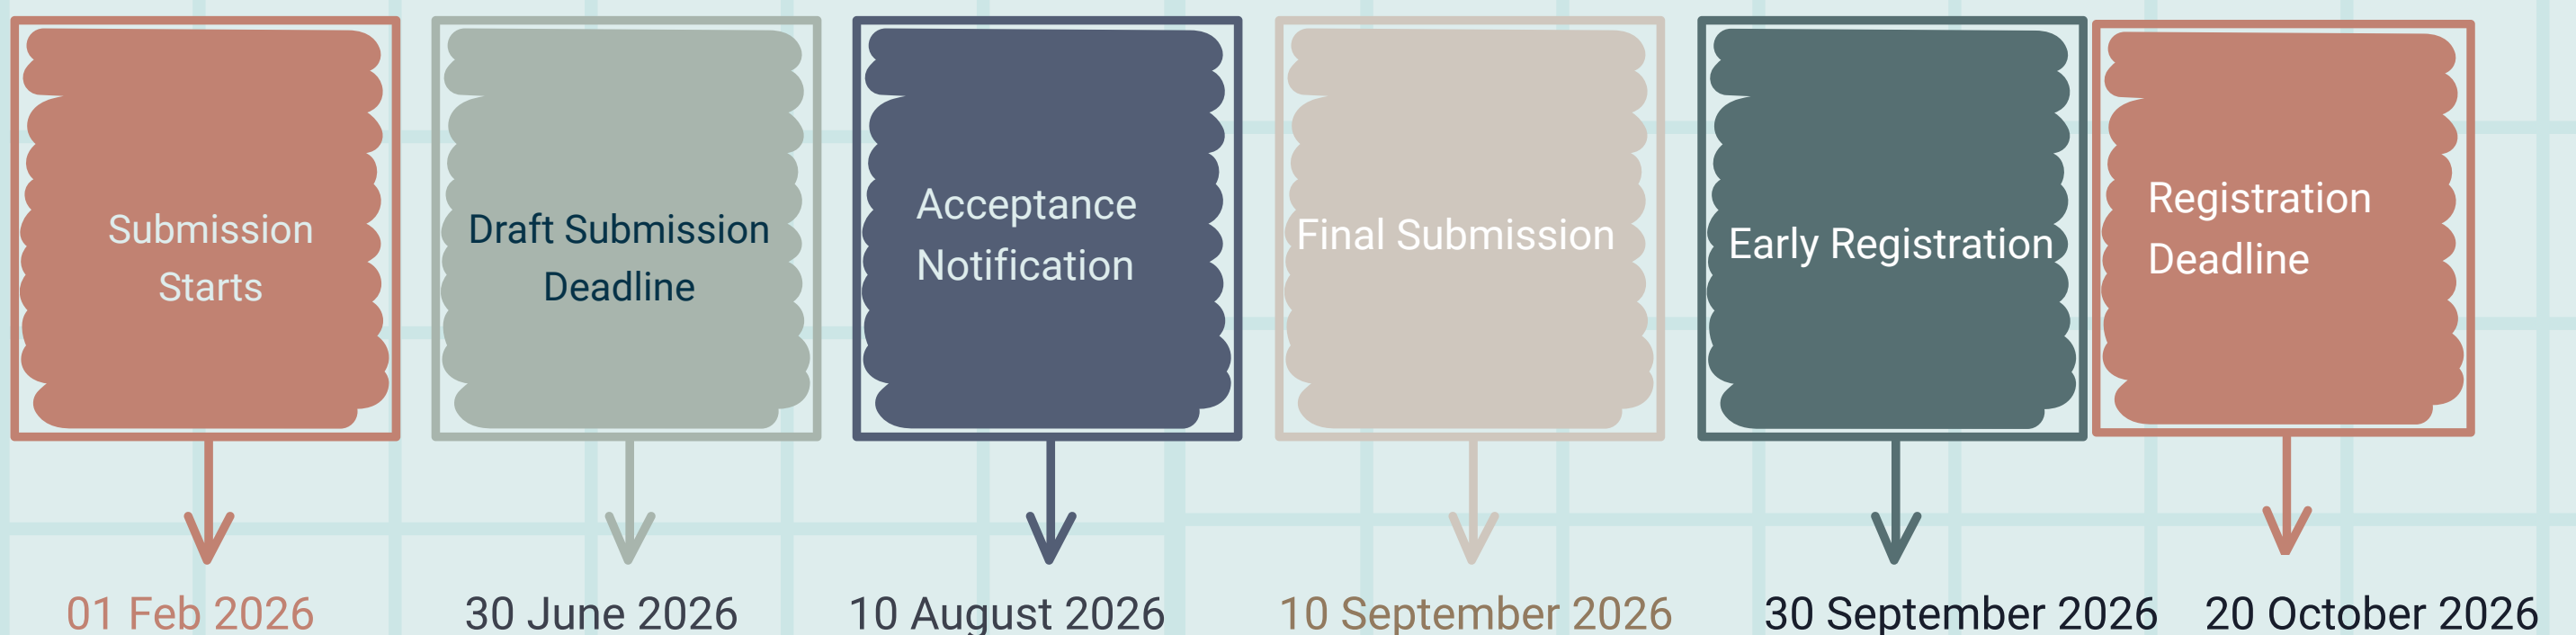 Submission
Starts
Draft Submission
Deadline
Acceptance
Notification
Final Submission
Early Registration
Registration
Deadline
01 Feb 2026
30 June 2026
10 August 2026
10 September 2026
30 September 2026
20 October 2026